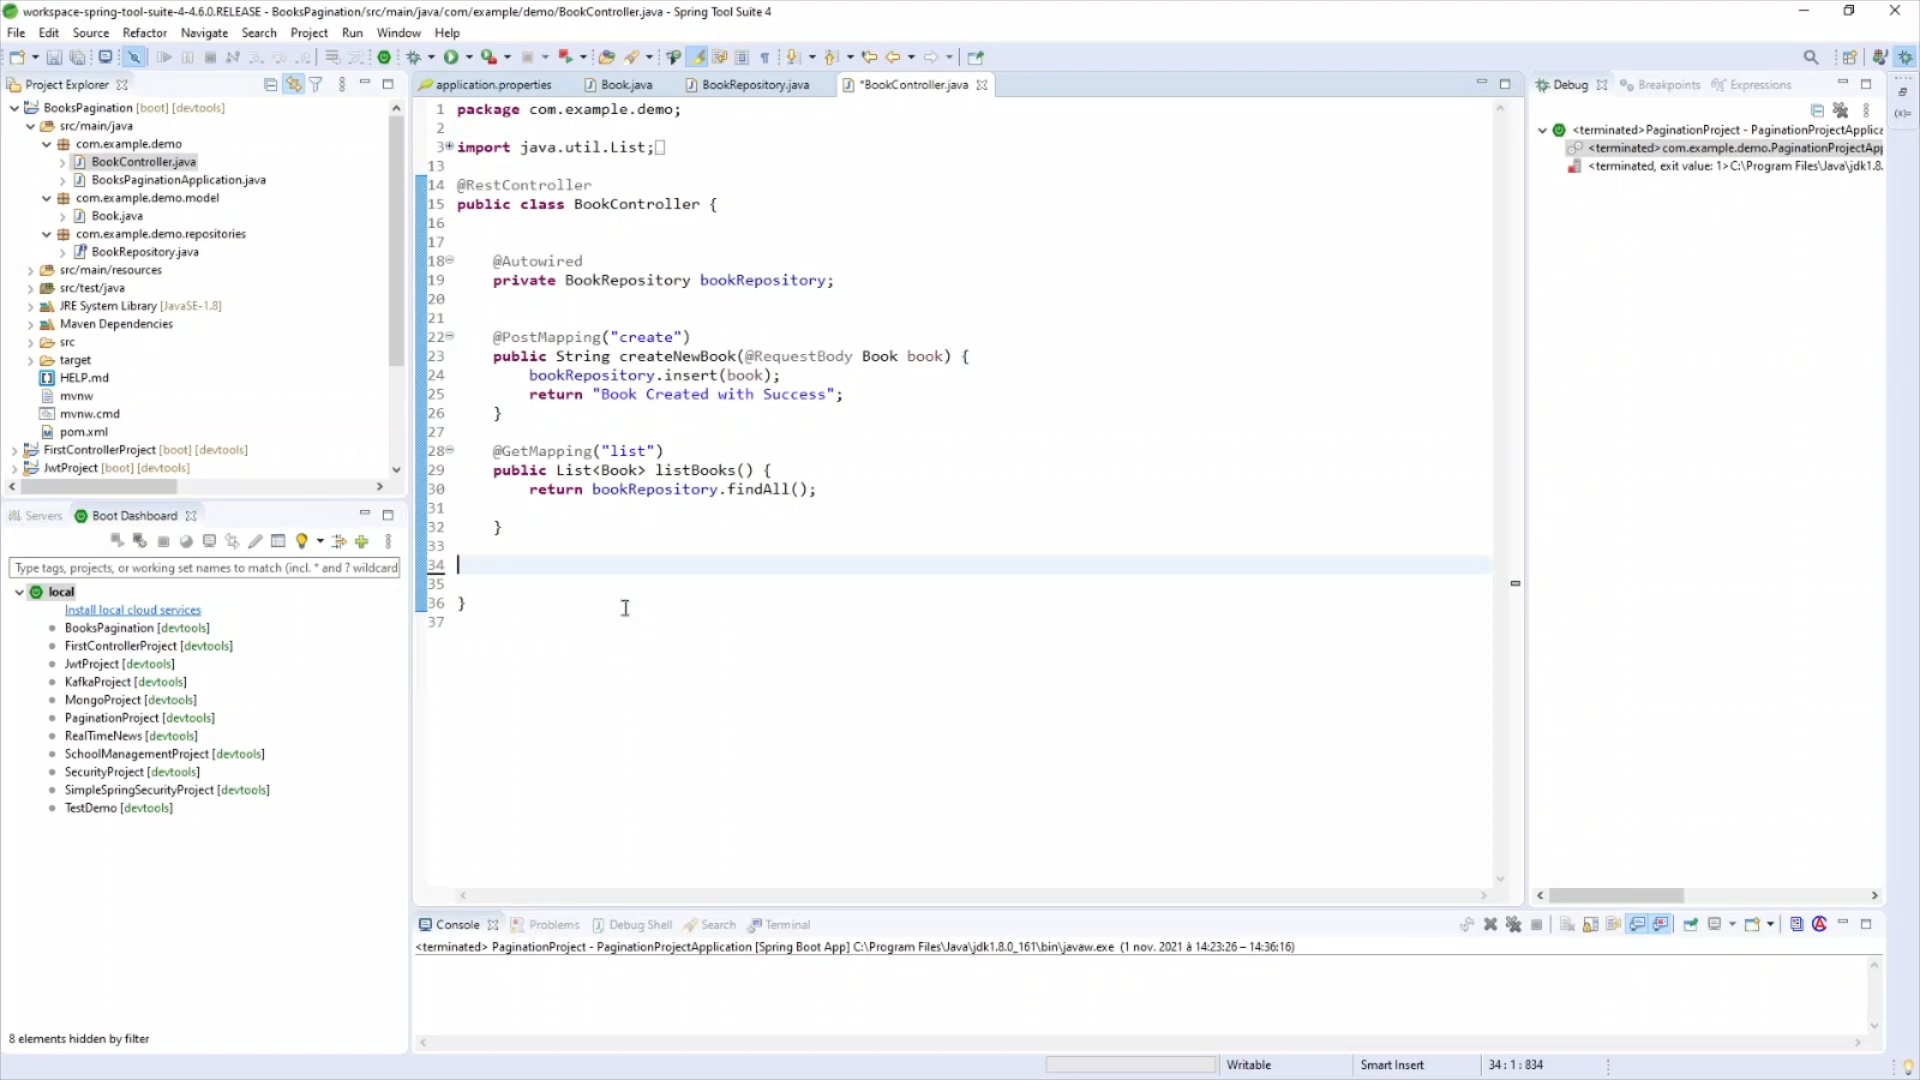 workspace-spring-tool-suite-4-4.6.0.RELEASE - BooksPagination/src/main/java/com/example/demo/BookController.java - Spring Tool Suite 4
File Edit Source Refactor Navigate Search Project Run Window Help
Project Explorer
BooksPagination [boot] [devtools]
src/main/java
com.example.demo
BookController.java
BooksPaginationApplication.java
com.example.demo.model
Book.java
com.example.demo.repositories
BookRepository.java
src/main/resources
src/test/java
JRE System Library [JavaSE-1.8]
Maven Dependencies
src
target
HELP.md
mvnw
mvnw.cmd
pom.xml
FirstControllerProject [boot] [devtools]
JwtProject [boot] [devtools]
Servers Boot Dashboard
Type tags, projects, or working set names to match (incl. * and ? wildcard
local
Install local cloud services
BooksPagination [devtools]
FirstControllerProject [devtools]
JwtProject [devtools]
KafkaProject [devtools]
MongoProject [devtools]
PaginationProject [devtools]
RealTimeNews [devtools]
SchoolManagementProject [devtools]
SecurityProject [devtools]
SimpleSpringSecurityProject [devtools]
TestDemo [devtools]
8 elements hidden by filter
application.properties Book.java BookRepository.java *BookController.java
1 package com.example.demo;
2
3 import java.util.List;
13
14 @RestController
15 public class BookController {
16
17
18 @Autowired
19 private BookRepository bookRepository;
20
21
22 @PostMapping("create")
23 public String createNewBook(@RequestBody Book book) {
24 bookRepository.insert(book);
25 return "Book Created with Success";
26 }
27
28 @GetMapping("list")
29 public List<Book> listBooks() {
30 return bookRepository.findAll();
31
32 }
33
34
35
36 }
37
Debug Breakpoints Expressions
<terminated>PaginationProject - PaginationProjectApplica
<terminated>com.example.demo.PaginationProjectApp
<terminated, exit value: 1>C:\Program Files\Java\jdk1.8.
(x)=
Console Problems Debug Shell Search Terminal
<terminated> PaginationProject - PaginationProjectApplication [Spring Boot App] C:\Program Files\Java\jdk1.8.0_161\bin\javaw.exe (1 nov. 2021 à 14:23:26 – 14:36:16)
Writable Smart Insert 34 : 1 : 834